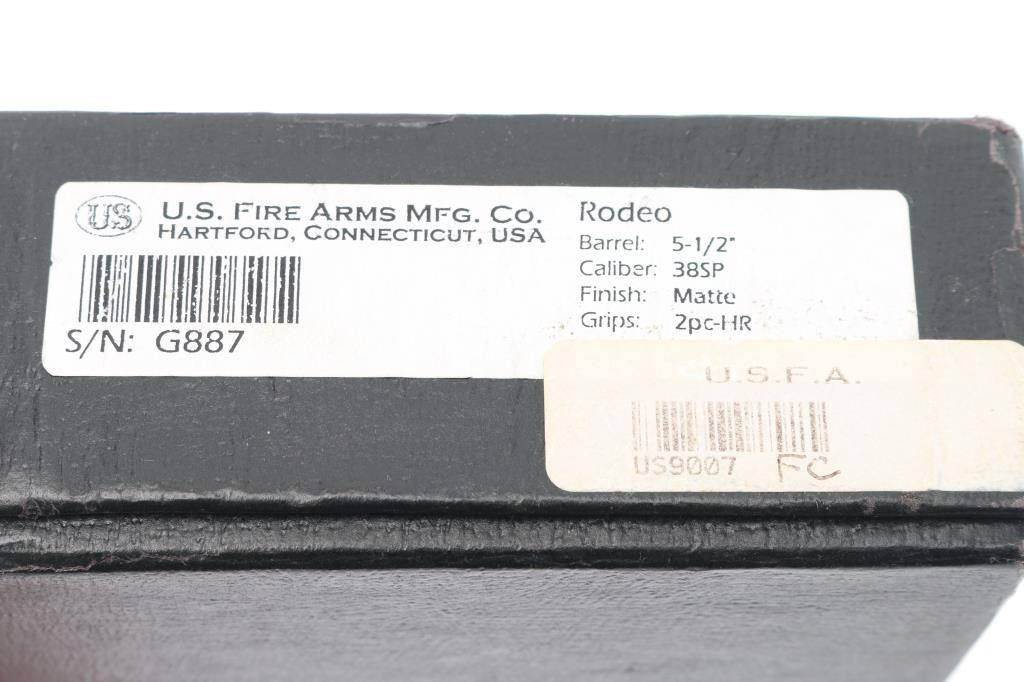 US
U.S. FIRE ARMS MFG. CO.
HARTFORD, CONNECTICUT, USA
S/N: G887
Rodeo
Barrel: 5-1/2"
Caliber: 38SP
Finish: Matte
Grips: 2pc-HR
U.S.F.A.
US9007 FC